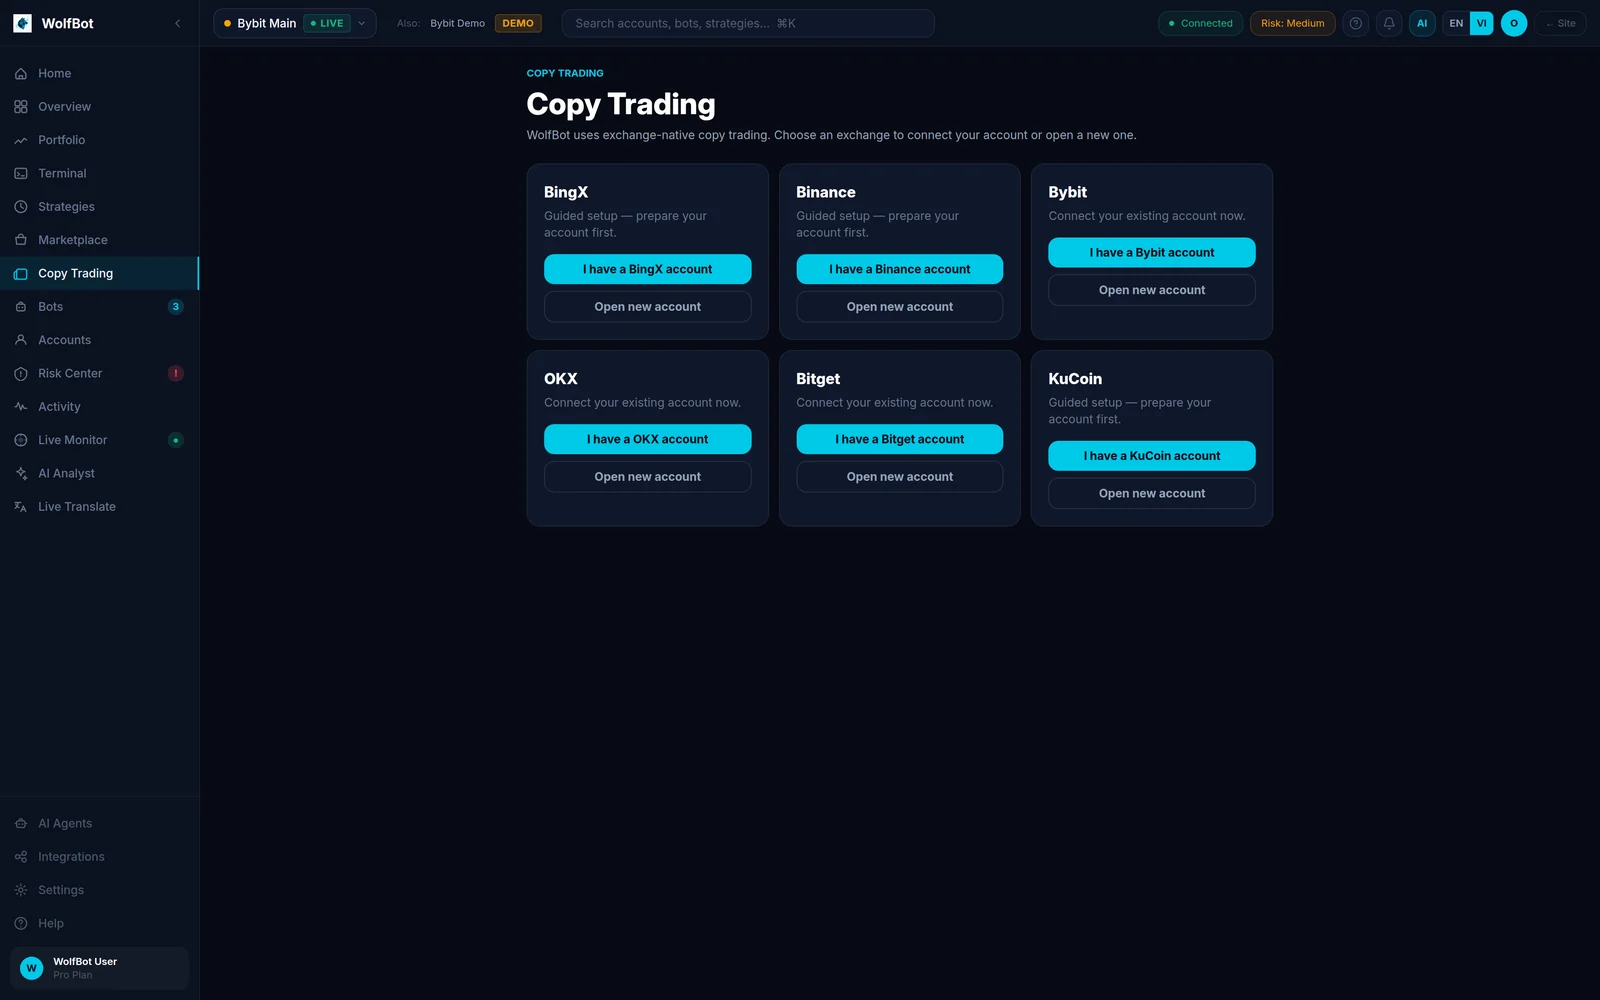 WolfBot
Bybit Main
LIVE
Also:
Bybit Demo
DEMO
Search accounts, bots, strategies... ⌘K
Connected
Risk: Medium
AI
EN
VI
O
← Site
Home
Overview
Portfolio
Terminal
Strategies
Marketplace
Copy Trading
Bots
3
Accounts
Risk Center
!
Activity
Live Monitor
AI Analyst
Live Translate
AI Agents
Integrations
Settings
Help
W
WolfBot User
Pro Plan
COPY TRADING
Copy Trading
WolfBot uses exchange-native copy trading. Choose an exchange to connect your account or open a new one.
BingX
Guided setup — prepare your
account first.
I have a BingX account
Open new account
Binance
Guided setup — prepare your
account first.
I have a Binance account
Open new account
Bybit
Connect your existing account now.
I have a Bybit account
Open new account
OKX
Connect your existing account now.
I have a OKX account
Open new account
Bitget
Connect your existing account now.
I have a Bitget account
Open new account
KuCoin
Guided setup — prepare your
account first.
I have a KuCoin account
Open new account